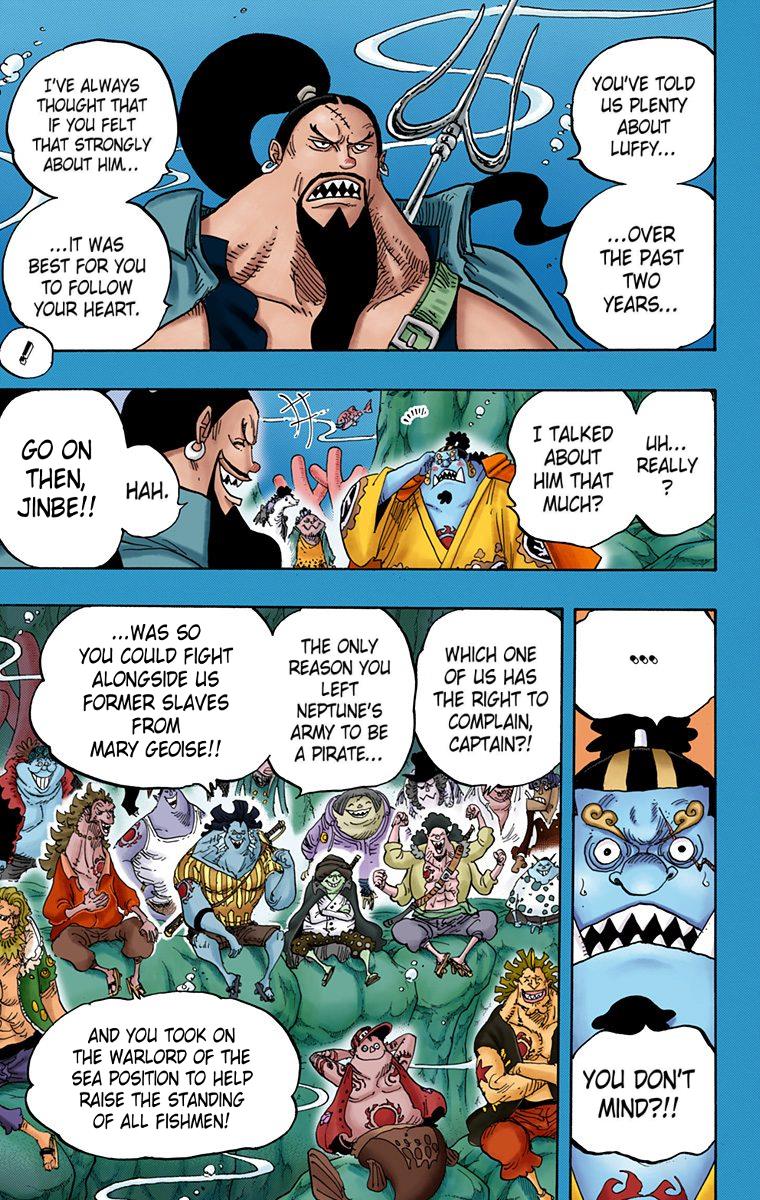 YOU'VE TOLD
US PLENTY
ABOUT
LUFFY...
...OVER
THE PAST
TWO
YEARS...
I'VE ALWAYS
THOUGHT THAT
IF YOU FELT
THAT STRONGLY
ABOUT HIM...
...IT WAS
BEST FOR YOU
TO FOLLOW
YOUR HEART.
!
UH...
REALLY
?
I TALKED
ABOUT
HIM THAT
MUCH?
HAH.
GO ON
THEN,
JINBE!!
...
YOU DON'T
MIND?!!
WHICH ONE
OF US HAS
THE RIGHT TO
COMPLAIN,
CAPTAIN?!
THE ONLY
REASON YOU
LEFT
NEPTUNE'S
ARMY TO BE
A PIRATE...
...WAS SO
YOU COULD FIGHT
ALONGSIDE US
FORMER SLAVES
FROM
MARY GEOISE!!
AND YOU TOOK ON
THE WARLORD OF THE
SEA POSITION TO HELP
RAISE THE STANDING
OF ALL FISHMEN!